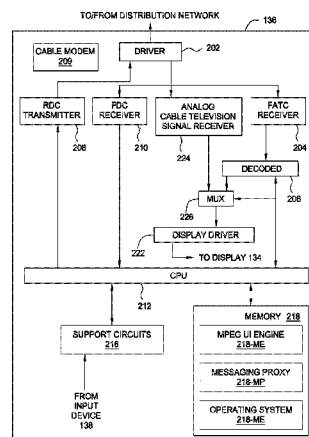 TO/FROM DISTRIBUTION NETWORK
136
CABLE MODEM
209
DRIVER
202
RDC
TRANSMITTER
208
FDC
RECEIVER
210
ANALOG
CABLE TELEVISION
SIGNAL RECEIVER
224
FATC
RECEIVER
204
DECODED
206
MUX
226
DISPLAY DRIVER
222
TO DISPLAY 134
CPU
212
SUPPORT CIRCUITS
216
FROM
INPUT
DEVICE
138
MEMORY 218
MPEG UI ENGINE
218-ME
MESSAGING PROXY
218-MP
OPERATING SYSTEM
218-ME